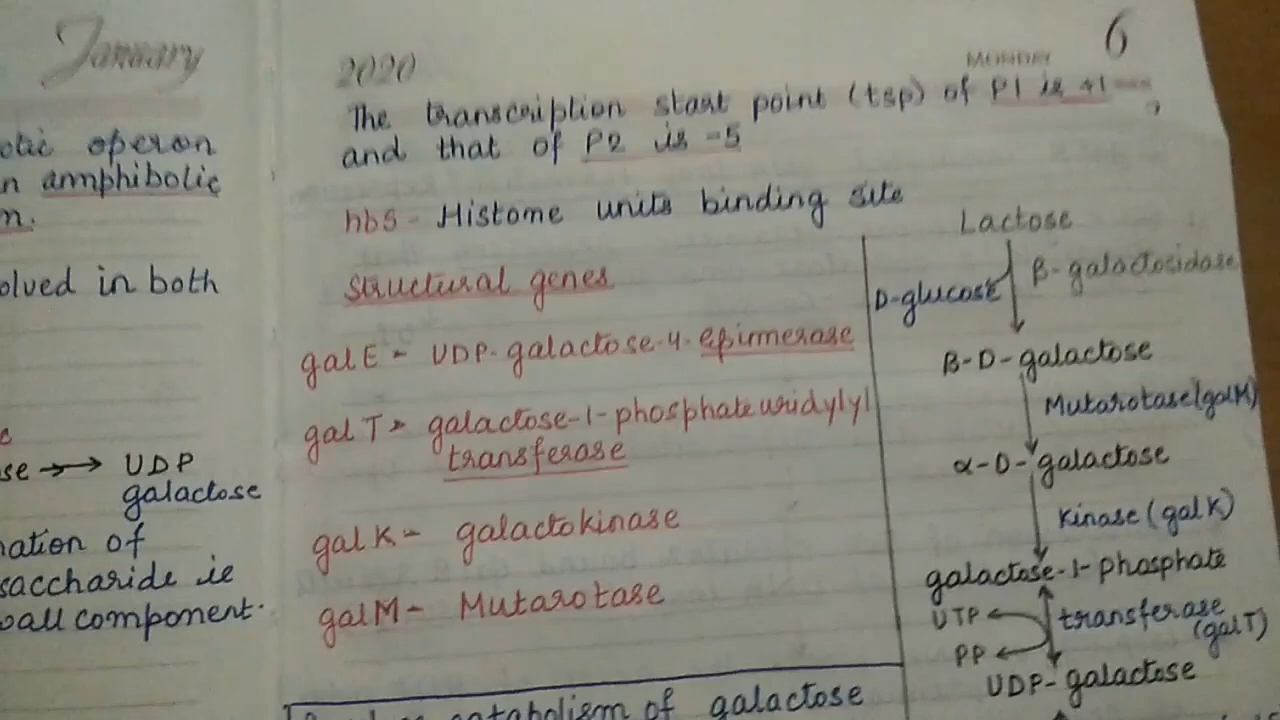 January
otic operon
n amphibolic
n.
olved in both
c
se →→ UDP
galactose
ation of
saccharide ie
wall component.
2020
MONDAY
6
The transcription start point (tsp) of P1 is +1
and that of P2 is -5
hbs - Histome units binding site
structural genes
galE - UDP-galactose-4-epimerase
galT - galactose-1-phosphate uridylyl
transferase
galK - galactokinase
galM - Mutarotase
catabolism of galactose
Lactose
β-galactosidase
D-glucose
β-D-galactose
Mutarotase (galM)
α-D-galactose
Kinase (galK)
galactose-1-phosphate
UTP
transferase
(galT)
PP
UDP-galactose